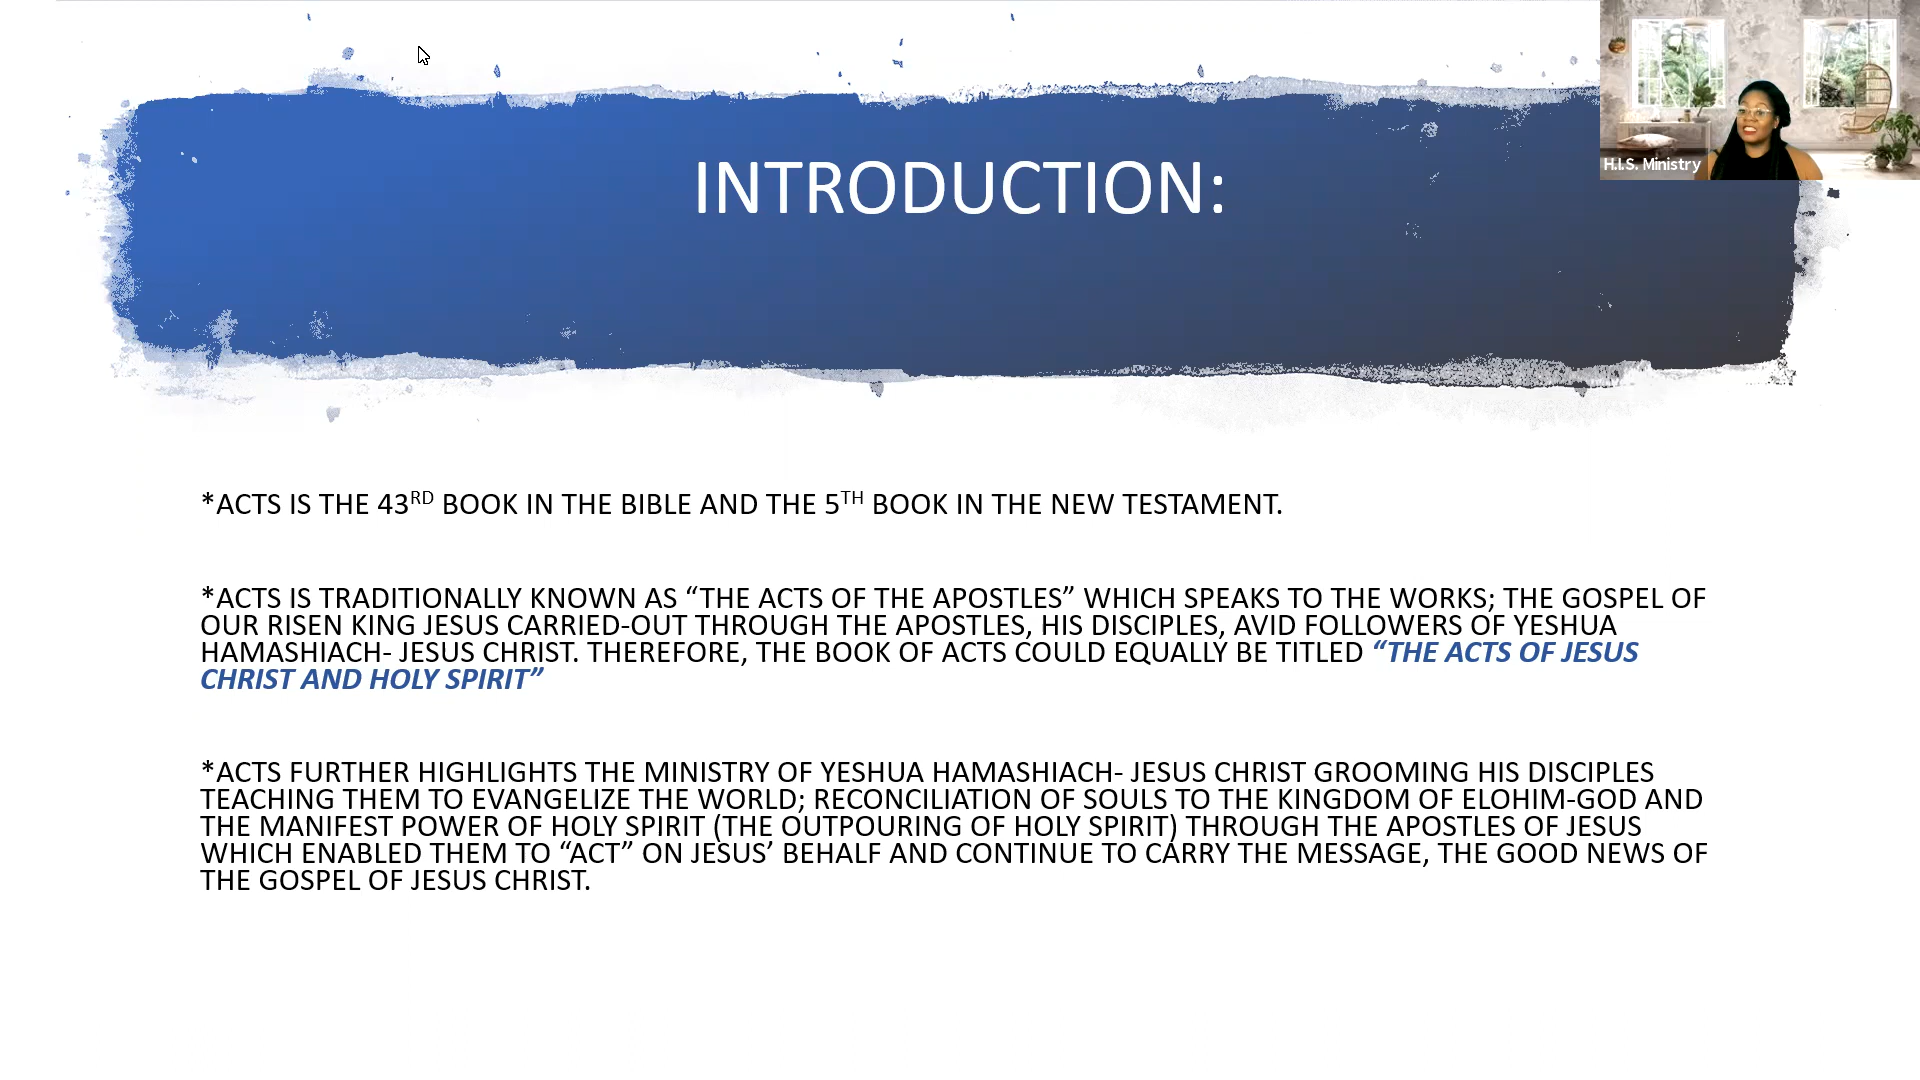 INTRODUCTION:
H.I.S. Ministry
*ACTS IS THE 43RD BOOK IN THE BIBLE AND THE 5TH BOOK IN THE NEW TESTAMENT.
*ACTS IS TRADITIONALLY KNOWN AS “THE ACTS OF THE APOSTLES” WHICH SPEAKS TO THE WORKS; THE GOSPEL OF
OUR RISEN KING JESUS CARRIED-OUT THROUGH THE APOSTLES, HIS DISCIPLES, AVID FOLLOWERS OF YESHUA
HAMASHIACH- JESUS CHRIST. THEREFORE, THE BOOK OF ACTS COULD EQUALLY BE TITLED “THE ACTS OF JESUS
CHRIST AND HOLY SPIRIT”
*ACTS FURTHER HIGHLIGHTS THE MINISTRY OF YESHUA HAMASHIACH- JESUS CHRIST GROOMING HIS DISCIPLES
TEACHING THEM TO EVANGELIZE THE WORLD; RECONCILIATION OF SOULS TO THE KINGDOM OF ELOHIM-GOD AND
THE MANIFEST POWER OF HOLY SPIRIT (THE OUTPOURING OF HOLY SPIRIT) THROUGH THE APOSTLES OF JESUS
WHICH ENABLED THEM TO “ACT” ON JESUS’ BEHALF AND CONTINUE TO CARRY THE MESSAGE, THE GOOD NEWS OF
THE GOSPEL OF JESUS CHRIST.